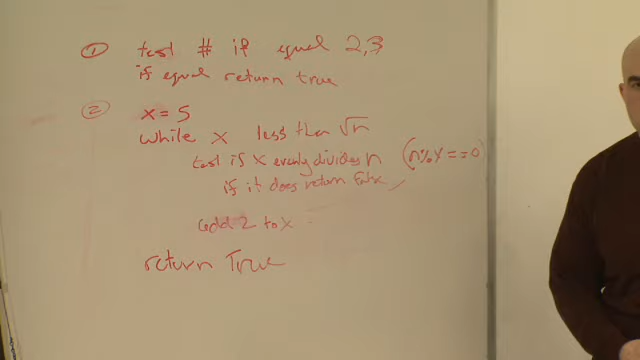 ① test # if equal 2,3
if equal return true
② x = 5
while x less than √n
test if x evenly divides n (n%x==0)
if it does return False
add 2 to x
return True